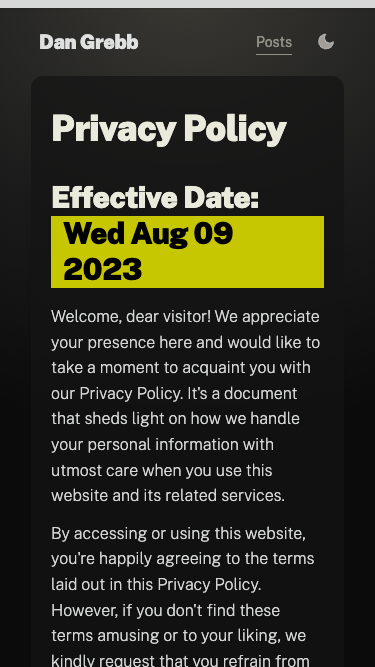 Dan Grebb
Posts
Privacy Policy
Effective Date:
Wed Aug 09
2023
Welcome, dear visitor! We appreciate
your presence here and would like to
take a moment to acquaint you with
our Privacy Policy. It's a document
that sheds light on how we handle
your personal information with
utmost care when you use this
website and its related services.
By accessing or using this website,
you're happily agreeing to the terms
laid out in this Privacy Policy.
However, if you don't find these
terms amusing or to your liking, we
kindly request that you refrain from